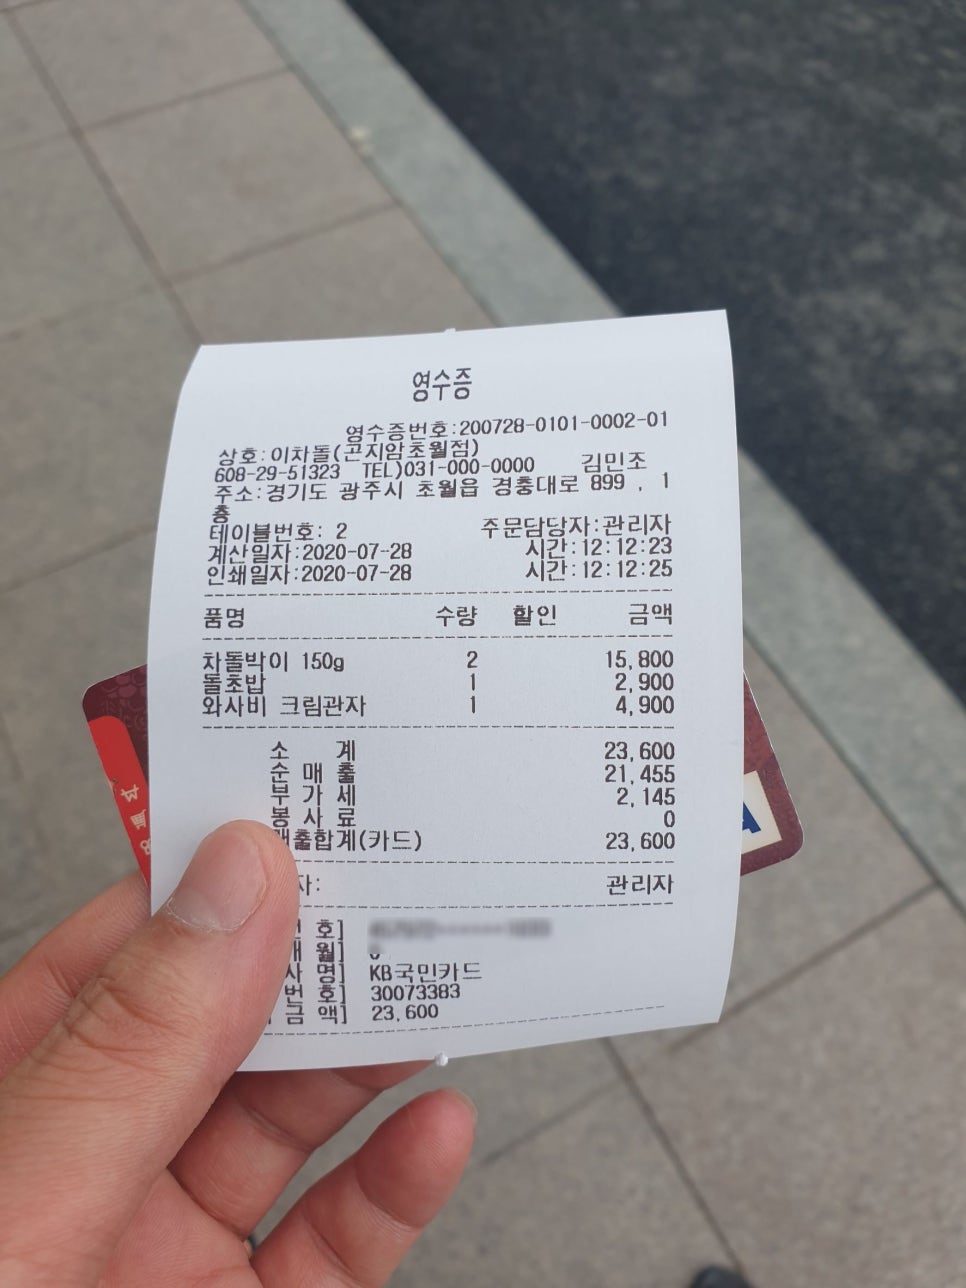 영수증
영수증번호:200728-0101-0002-01
상호:이차돌(곤지암초월점)
608-29-51323 TEL)031-000-0000 김민조
주소:경기도 광주시 초월읍 경충대로 899 , 1
층
테이블번호: 2 주문담당자:관리자
계산일자:2020-07-28 시간:12:12:23
인쇄일자:2020-07-28 시간:12:12:25
품명 수량 할인 금액
차돌박이 150g 2 15,800
돌초밥 1 2,900
와사비 크림관자 1 4,900
소 계 23,600
순 매 출 21,455
부 가 세 2,145
봉 사 료 0
출합계(카드) 23,600
자: 관리자
호]
월] 0
사 명] KB국민카드
번호] 30073383
금 액] 23,600